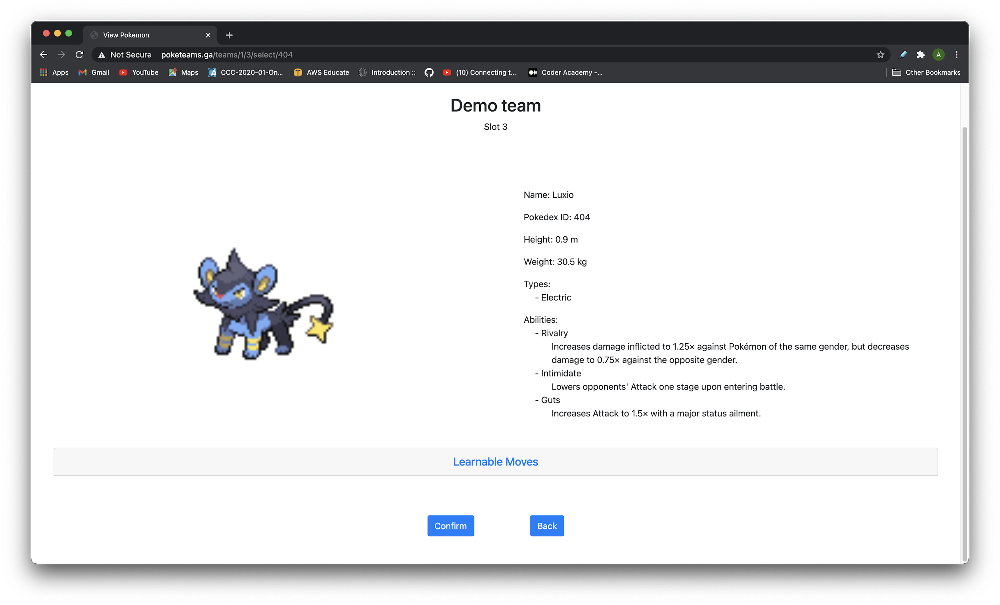 View Pokemon
Not Secure
poketeams.ga/teams/1/3/select/404
A
Apps
Gmail
YouTube
Maps
CCC-2020-01-On...
AWS Educate
Introduction ::
(10) Connecting t...
Coder Academy -...
Other Bookmarks
Demo team
Slot 3
Name: Luxio
Pokedex ID: 404
Height: 0.9 m
Weight: 30.5 kg
Types:
- Electric
Abilities:
- Rivalry
Increases damage inflicted to 1.25× against Pokémon of the same gender, but decreases
damage to 0.75× against the opposite gender.
- Intimidate
Lowers opponents' Attack one stage upon entering battle.
- Guts
Increases Attack to 1.5× with a major status ailment.
Learnable Moves
Confirm
Back